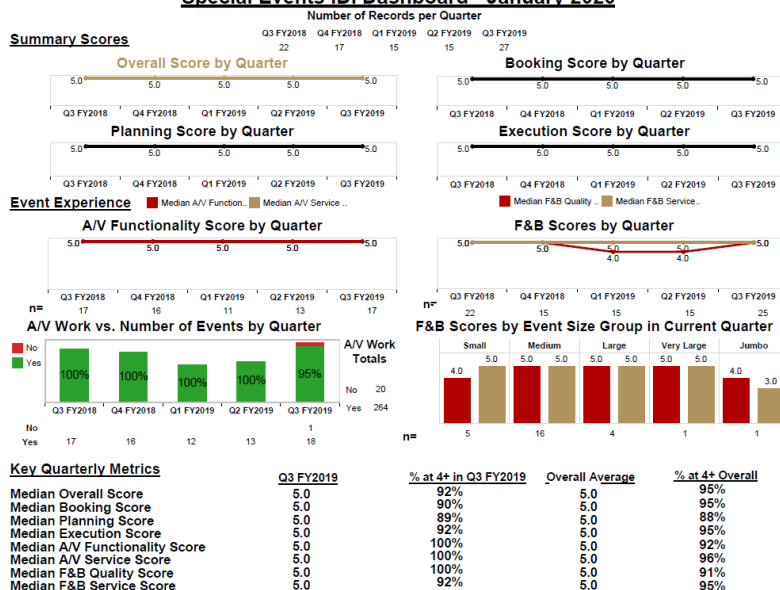 Special Events IDI Dashboard - January 2020
Number of Records per Quarter
Summary Scores
Q3 FY2018 Q4 FY2018 Q1 FY2019 Q2 FY2019 Q3 FY2019
22 17 15 15 27
Overall Score by Quarter
5.0 5.0 5.0 5.0 5.0
Q3 FY2018 Q4 FY2018 Q1 FY2019 Q2 FY2019 Q3 FY2019
Booking Score by Quarter
5.0 5.0 5.0 5.0 5.0
Q3 FY2018 Q4 FY2018 Q1 FY2019 Q2 FY2019 Q3 FY2019
Planning Score by Quarter
5.0 5.0 5.0 5.0 5.0
Q3 FY2018 Q4 FY2018 Q1 FY2019 Q2 FY2019 Q3 FY2019
Execution Score by Quarter
5.0 5.0 5.0 5.0 5.0
Q3 FY2018 Q4 FY2018 Q1 FY2019 Q2 FY2019 Q3 FY2019
Event Experience
Median A/V Function.. Median A/V Service ..
Median F&B Quality .. Median F&B Service..
A/V Functionality Score by Quarter
5.0 5.0 5.0 5.0 5.0
Q3 FY2018 Q4 FY2018 Q1 FY2019 Q2 FY2019 Q3 FY2019
n= 17 16 11 13 17
F&B Scores by Quarter
5.0 5.0 5.0 5.0 5.0
4.0 4.0
Q3 FY2018 Q4 FY2018 Q1 FY2019 Q2 FY2019 Q3 FY2019
n= 22 15 15 15 25
A/V Work vs. Number of Events by Quarter
No
Yes
100% 100% 100% 100% 95%
Q3 FY2018 Q4 FY2018 Q1 FY2019 Q2 FY2019 Q3 FY2019
No 1
Yes 17 16 12 13 18
A/V Work
Totals
No 20
Yes 264
F&B Scores by Event Size Group in Current Quarter
Small Medium Large Very Large Jumbo
4.0 5.0 5.0 5.0 5.0 5.0 5.0 5.0 4.0 3.0
n= 5 16 4 1 1
Key Quarterly Metrics Q3 FY2019 % at 4+ in Q3 FY2019 Overall Average % at 4+ Overall
Median Overall Score 5.0 92% 5.0 95%
Median Booking Score 5.0 90% 5.0 95%
Median Planning Score 5.0 89% 5.0 88%
Median Execution Score 5.0 92% 5.0 95%
Median A/V Functionality Score 5.0 100% 5.0 92%
Median A/V Service Score 5.0 100% 5.0 96%
Median F&B Quality Score 5.0 100% 5.0 91%
Median F&B Service Score 5.0 92% 5.0 95%